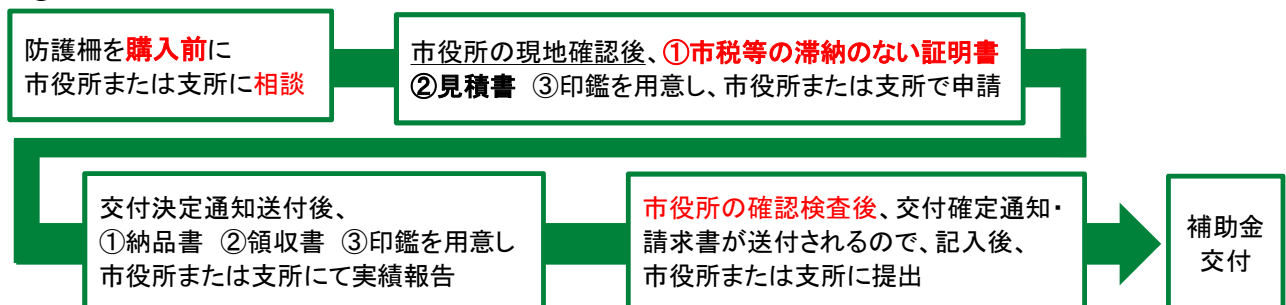 防護柵を購入前に
市役所または支所に相談
市役所の現地確認後、①市税等の滞納のない証明書
②見積書 ③印鑑を用意し、市役所または支所で申請
交付決定通知送付後、
①納品書 ②領収書 ③印鑑を用意し
市役所または支所にて実績報告
市役所の確認検査後、交付確定通知・
請求書が送付されるので、記入後、
市役所または支所に提出
補助金
交付